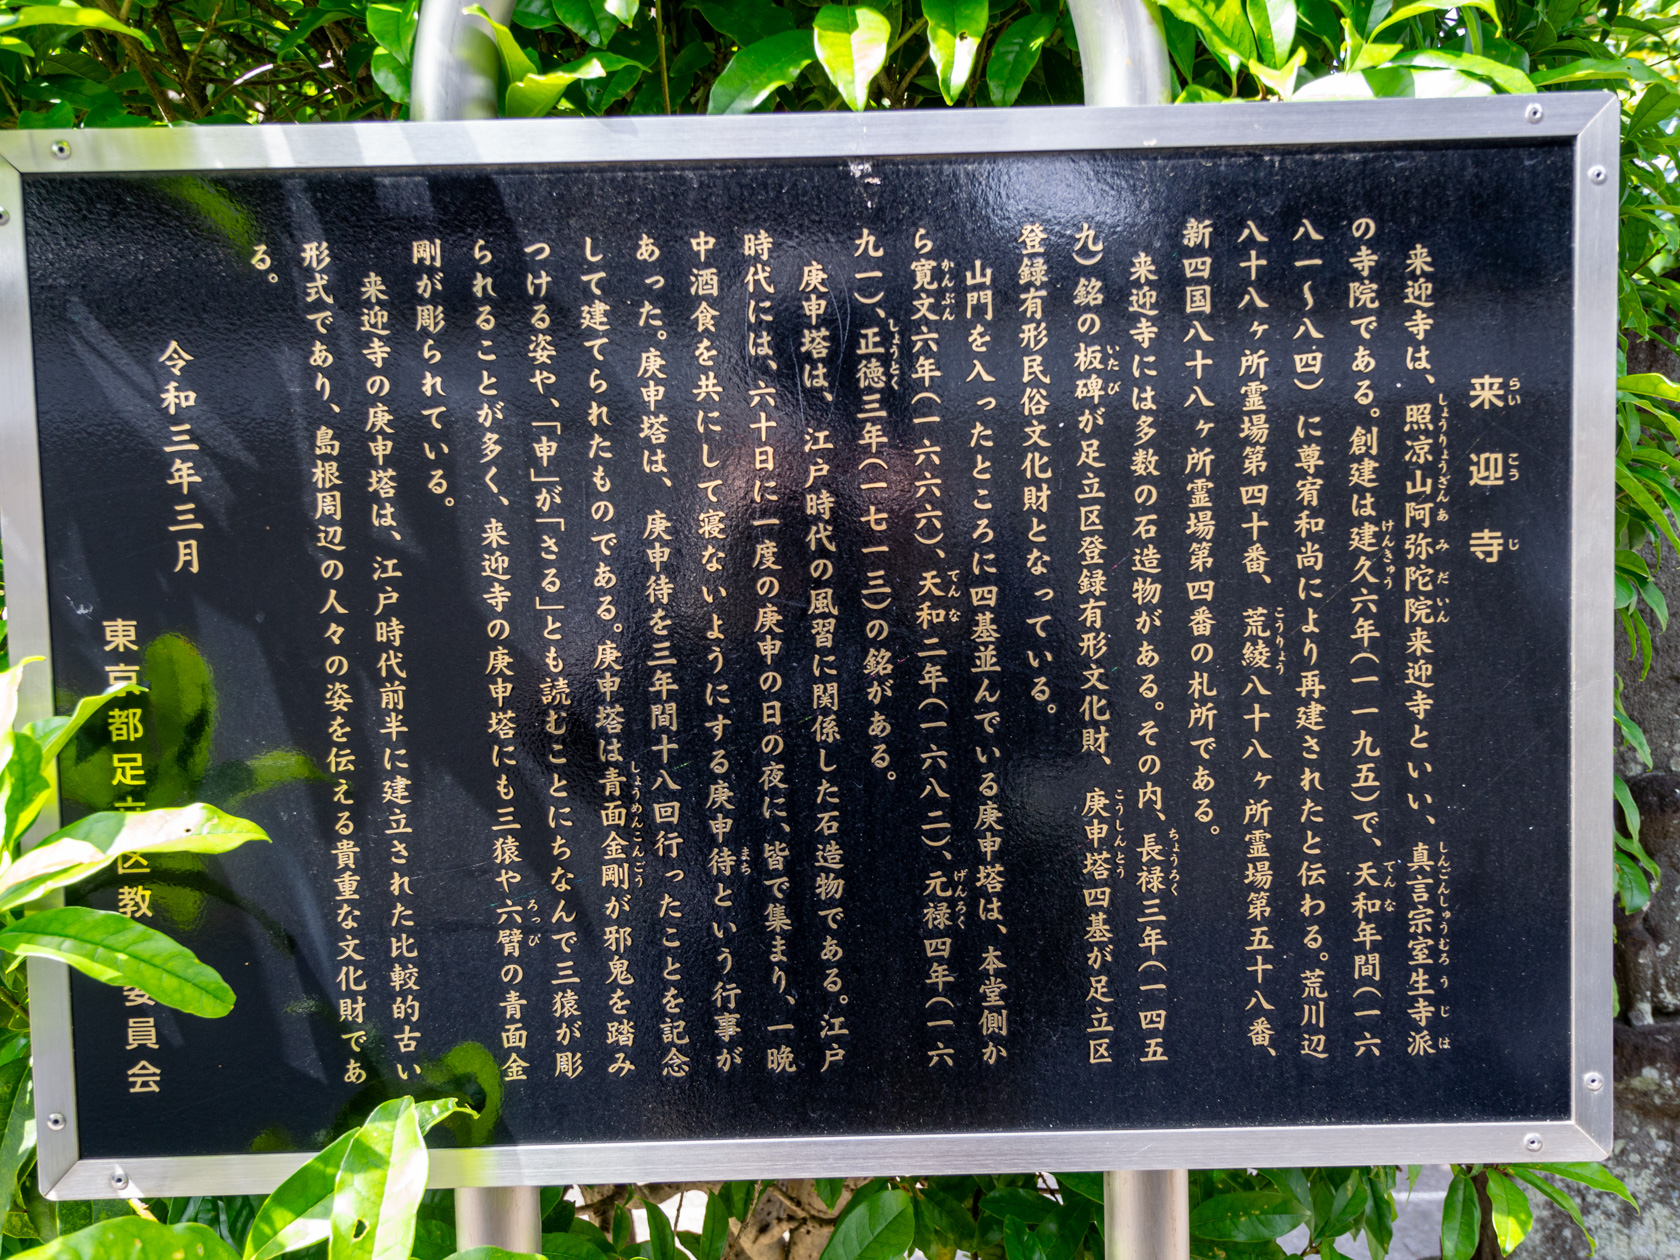 来迎寺
来迎寺は、照凉山阿弥陀院来迎寺といい、真言宗室生寺派
の寺院である。創建は建久六年（一一九五）で、天和年間（一六
八一～八四）に尊宥和尚により再建されたと伝わる。荒川辺
八十八ヶ所霊場第四十番、荒綾八十八ヶ所霊場第五十八番、
新四国八十八ヶ所霊場第四番の札所である。
来迎寺には多数の石造物がある。その内、長禄三年（一四五
九）銘の板碑が足立区登録有形文化財、庚申塔四基が足立区
登録有形民俗文化財となっている。
山門を入ったところに四基並んでいる庚申塔は、本堂側か
ら寛文六年（一六六六）、天和二年（一六八二）、元禄四年（一六
九一）、正徳三年（一七一三）の銘がある。
庚申塔は、江戸時代の風習に関係した石造物である。江戸
時代には、六十日に一度の庚申の日の夜に、皆で集まり、一晩
中酒食を共にして寝ないようにする庚申待という行事が
あった。庚申塔は、庚申待を三年間十八回行ったことを記念
して建てられたものである。庚申塔は青面金剛が邪鬼を踏み
つける姿や、「申」が「さる」とも読むことにちなんで三猿が彫
られることが多く、来迎寺の庚申塔にも三猿や六臂の青面金
剛が彫られている。
来迎寺の庚申塔は、江戸時代前半に建立された比較的古い
形式であり、島根周辺の人々の姿を伝える貴重な文化財であ
る。
令和三年三月
東京都足立区教 委員会